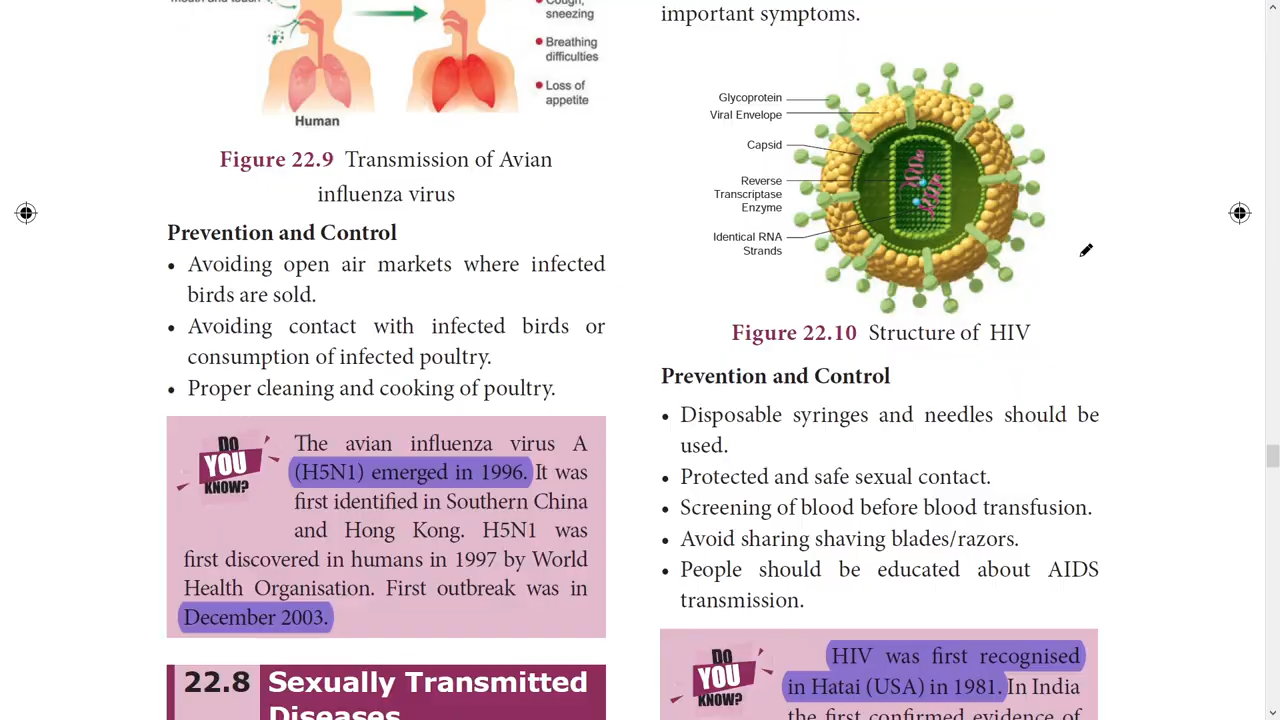 Cough,
sneezing
Breathing
difficulties
Loss of
appetite
Human
Figure 22.9 Transmission of Avian
influenza virus
Prevention and Control
• Avoiding open air markets where infected
birds are sold.
• Avoiding contact with infected birds or
consumption of infected poultry.
• Proper cleaning and cooking of poultry.
DO
YOU
KNOW?
The avian influenza virus A
(H5N1) emerged in 1996. It was
first identified in Southern China
and Hong Kong. H5N1 was
first discovered in humans in 1997 by World
Health Organisation. First outbreak was in
December 2003.
22.8 Sexually Transmitted
Diseases
important symptoms.
Glycoprotein
Viral Envelope
Capsid
Reverse
Transcriptase
Enzyme
Identical RNA
Strands
Figure 22.10 Structure of HIV
Prevention and Control
• Disposable syringes and needles should be
used.
• Protected and safe sexual contact.
• Screening of blood before blood transfusion.
• Avoid sharing shaving blades/razors.
• People should be educated about AIDS
transmission.
DO
YOU
KNOW?
HIV was first recognised
in Hatai (USA) in 1981. In India
the first confirmed evidence of